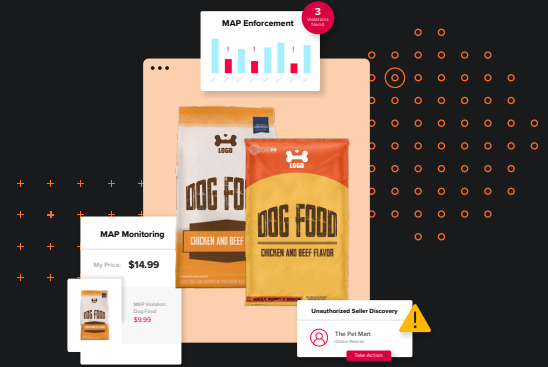 MAP Enforcement
3
Violations
found
LOGO
DOG FOOD
CHICKEN AND BEEF
LOGO
DOG FOOD
CHICKEN AND BEEF FLAVOR
MAP Monitoring
My Price: $14.99
MAP Violation:
Dog Food
$9.99
DOG FOOD
Unauthorized Seller Discovery
The Pet Mart
Online Retailer
Take Action